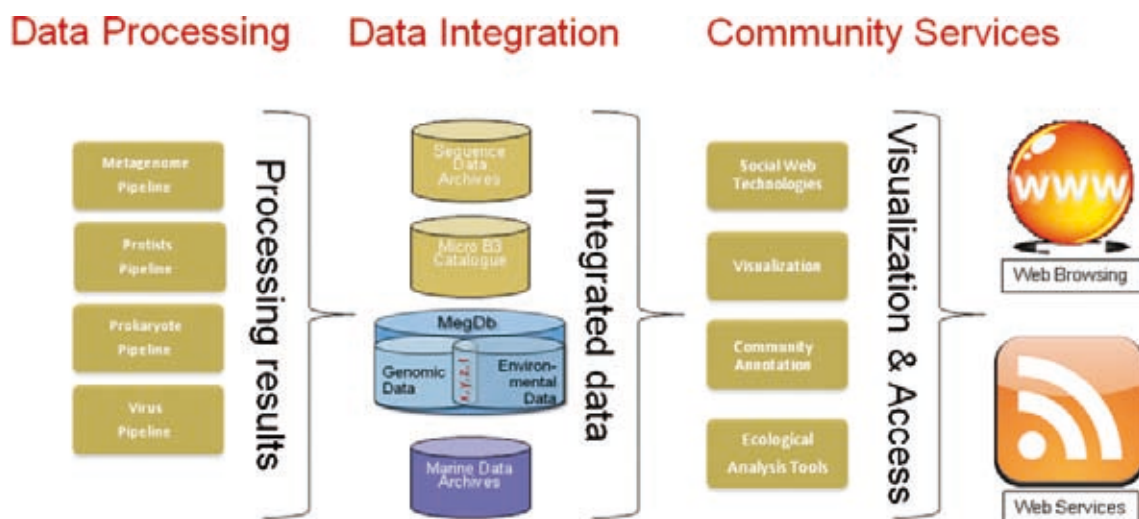 Data Processing
Data Integration
Community Services
Metagenome
Pipeline
Protists
Pipeline
Prokaryote
Pipeline
Virus
Pipeline
Processing results
Sequence
Data
Archives
Micro B3
Catalogue
MegDb
Genomic
Data
x,y,z,t
Environ-
mental
Data
Marine Data
Archives
Integrated data
Social Web
Technologies
Visualization
Community
Annotation
Ecological
Analysis Tools
Visualization & Access
www
Web Browsing
Web Services